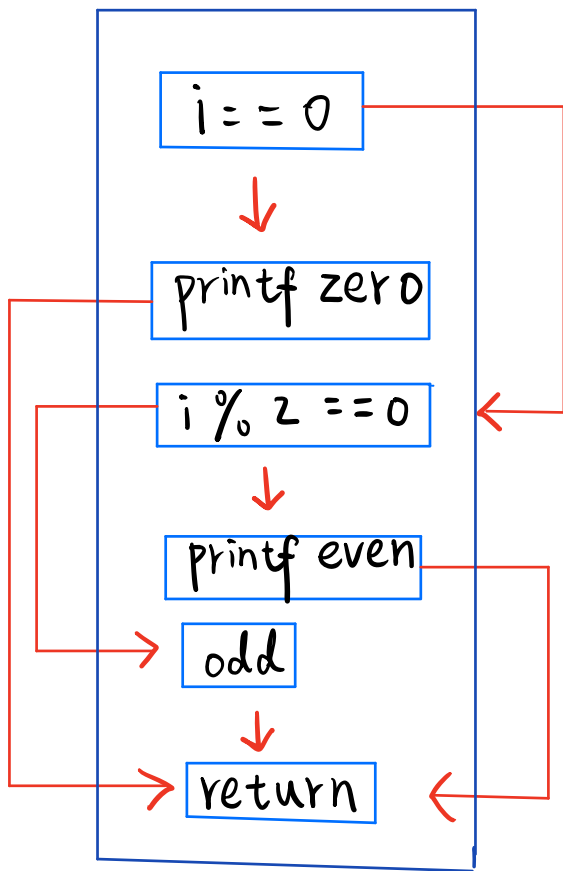 i == 0
printf zero
i % 2 == 0
printf even
odd
return